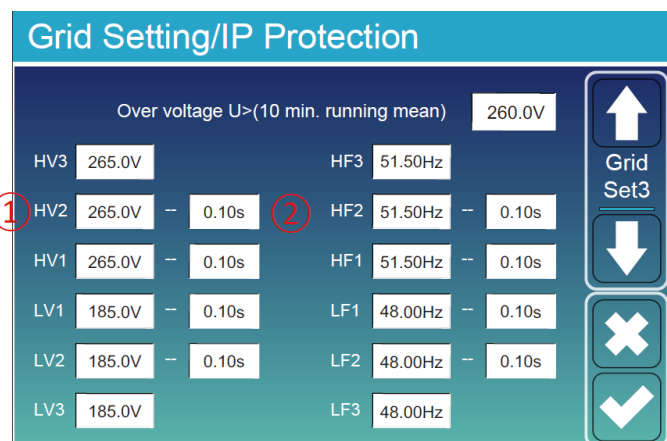 Grid Setting/IP Protection
Over voltage U>(10 min. running mean) 260.0V
HV3 265.0V HF3 51.50Hz
① HV2 265.0V -- 0.10s ② HF2 51.50Hz -- 0.10s
HV1 265.0V -- 0.10s HF1 51.50Hz -- 0.10s
LV1 185.0V -- 0.10s LF1 48.00Hz -- 0.10s
LV2 185.0V -- 0.10s LF2 48.00Hz -- 0.10s
LV3 185.0V LF3 48.00Hz
Grid
Set3